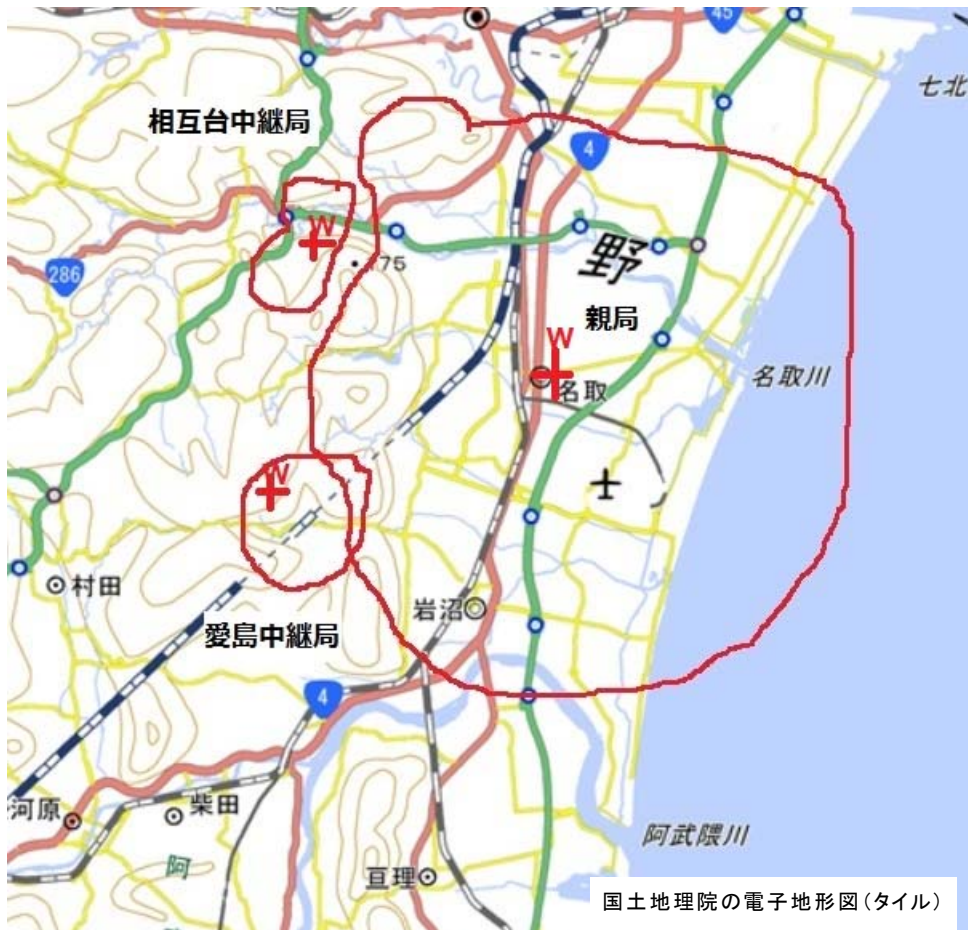 45
七北
相互台中継局
4
W
286
75
野
親局
W
名取
名取川
W
村田
岩沼
愛島中継局
4
河原
柴田
阿武隈川
阿
亘理
国土地理院の電子地形図(タイル)